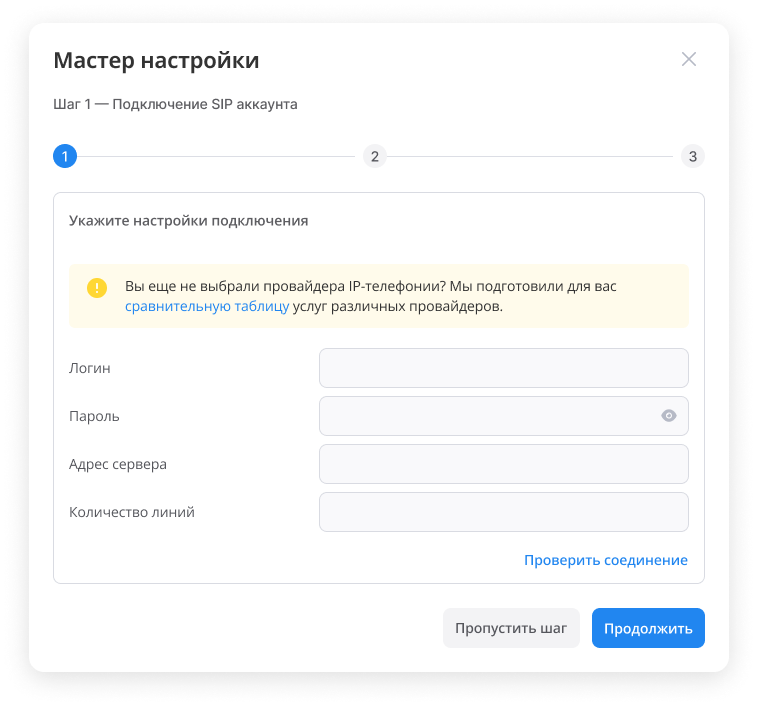 Мастер настройки
Шаг 1 — Подключение SIP аккаунта
1
2
3
Укажите настройки подключения
Вы еще не выбрали провайдера IP-телефонии? Мы подготовили для вас
сравнительную таблицу услуг различных провайдеров.
Логин
Пароль
Адрес сервера
Количество линий
Проверить соединение
Пропустить шаг
Продолжить